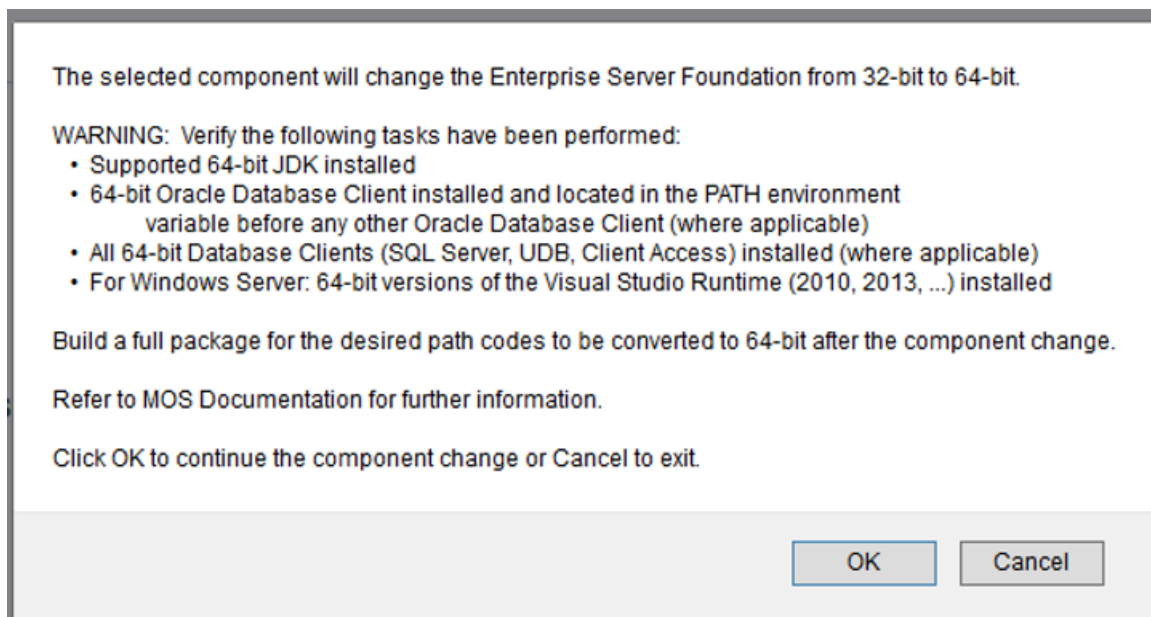 The selected component will change the Enterprise Server Foundation from 32-bit to 64-bit.
WARNING:  Verify the following tasks have been performed:
• Supported 64-bit JDK installed
• 64-bit Oracle Database Client installed and located in the PATH environment
variable before any other Oracle Database Client (where applicable)
• All 64-bit Database Clients (SQL Server, UDB, Client Access) installed (where applicable)
• For Windows Server: 64-bit versions of the Visual Studio Runtime (2010, 2013, ...) installed
Build a full package for the desired path codes to be converted to 64-bit after the component change.
Refer to MOS Documentation for further information.
Click OK to continue the component change or Cancel to exit.
OK Cancel